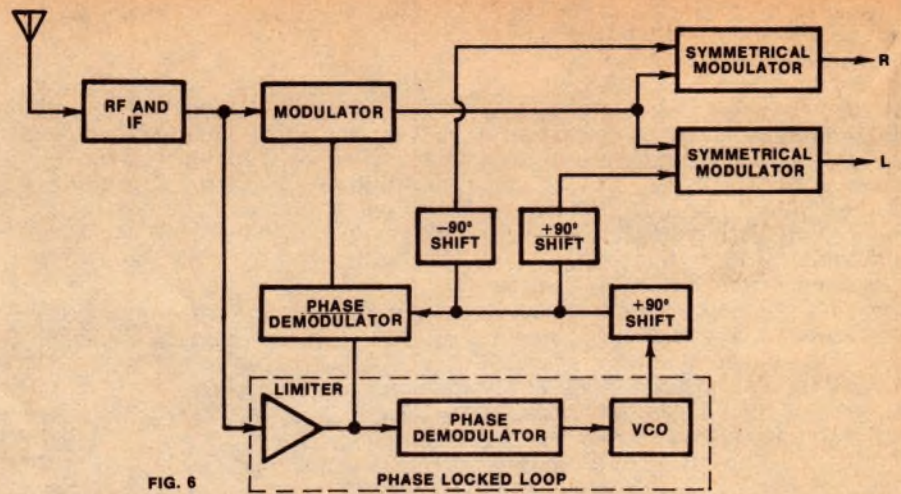 SYMMETRICAL
MODULATOR
R
RF AND
IF
MODULATOR
SYMMETRICAL
MODULATOR
L
−90°
SHIFT
+90°
SHIFT
PHASE
DEMODULATOR
+90°
SHIFT
LIMITER
PHASE
DEMODULATOR
VCO
FIG. 6
PHASE LOCKED LOOP